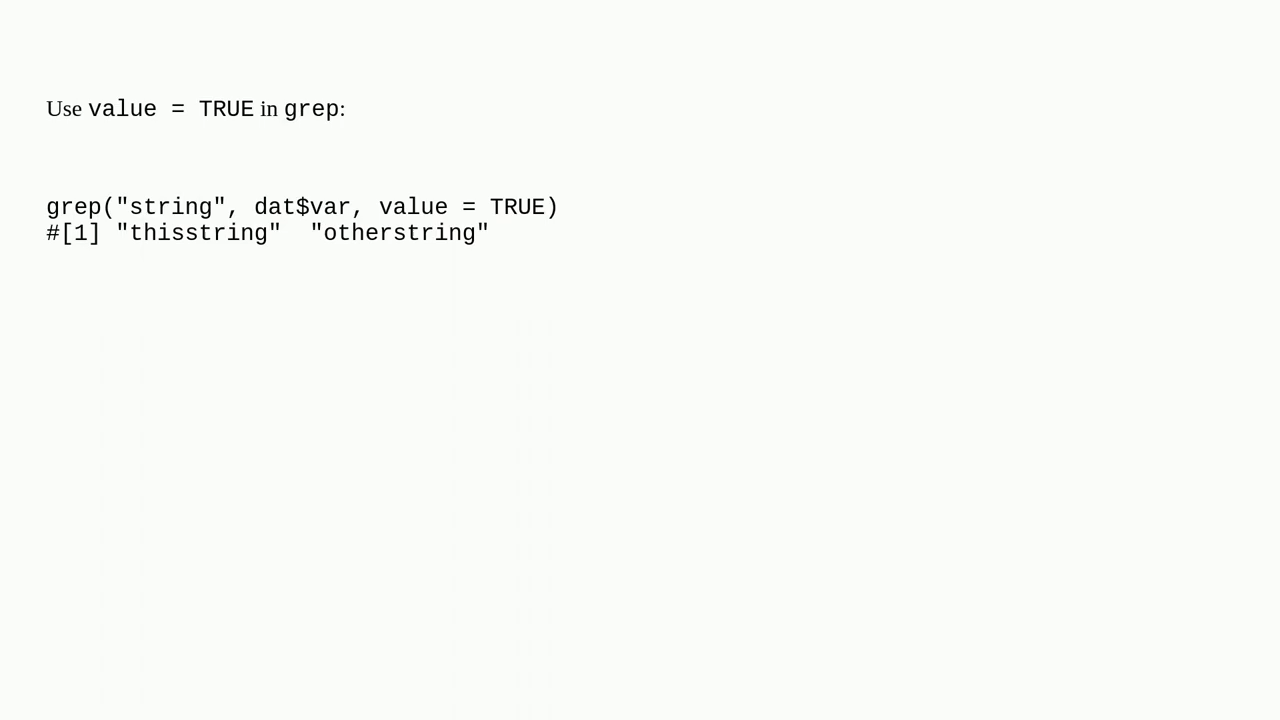 Use value = TRUE in grep:
grep("string", dat$var, value = TRUE)
#[1] "thisstring"  "otherstring"